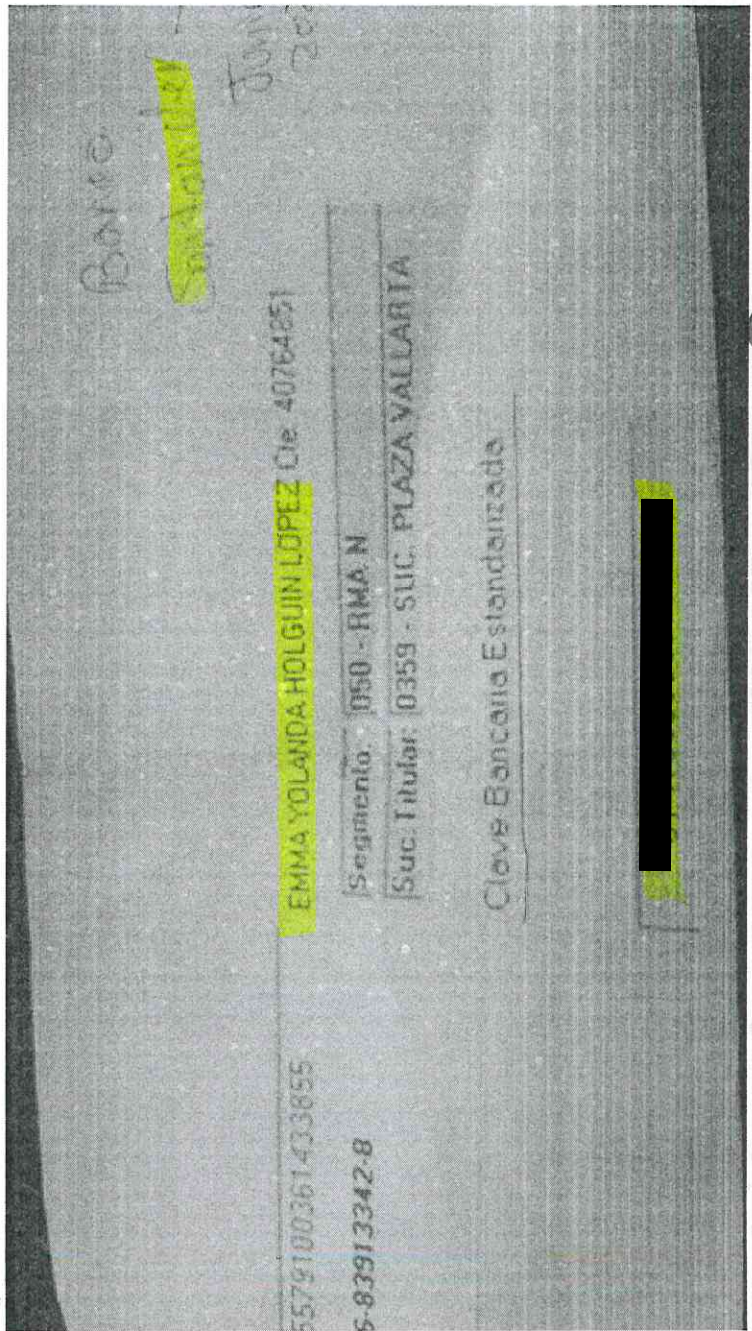 Banco
Santander
EMMA YOLANDA HOLGUIN LOPEZ Cte. 40764851
Segmento: 050 - RMA N
Suc. Titular: 0359 - SUC. PLAZA VALLARTA
Clave Bancaria Estandarizada
5579100361433855
6-83913342-8